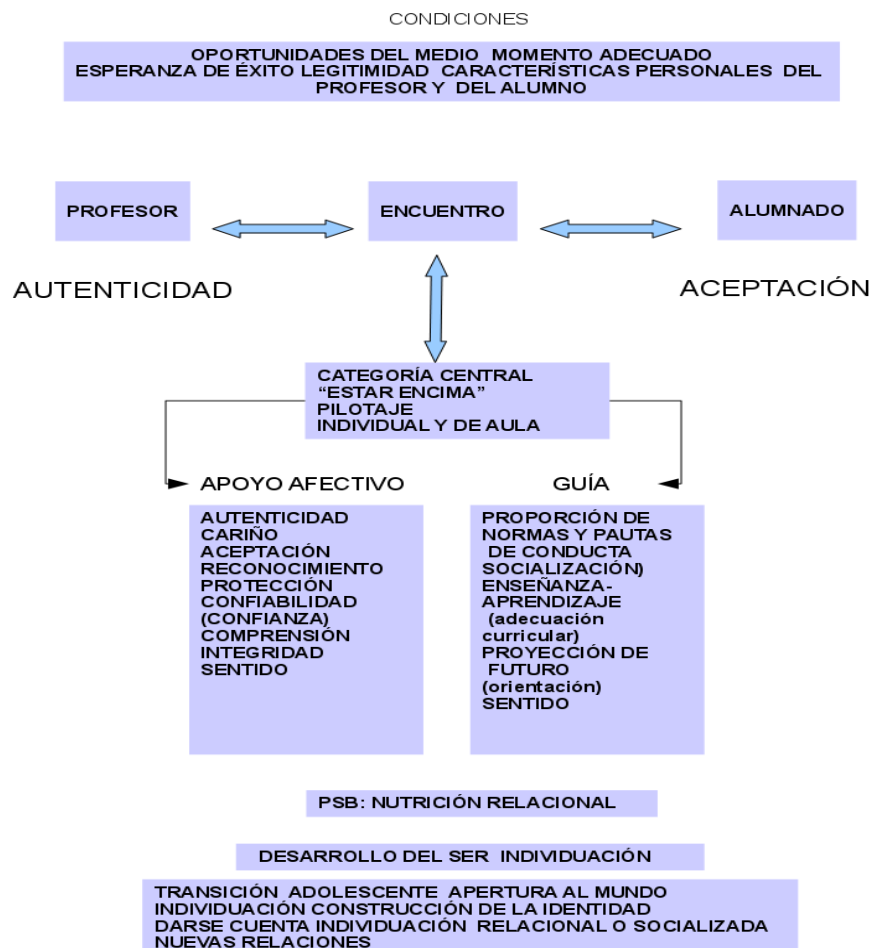 CONDICIONES
OPORTUNIDADES DEL MEDIO MOMENTO ADECUADO
ESPERANZA DE ÉXITO LEGITIMIDAD CARACTERÍSTICAS PERSONALES DEL
PROFESOR Y DEL ALUMNO
PROFESOR
ENCUENTRO
ALUMNADO
AUTENTICIDAD
ACEPTACIÓN
CATEGORÍA CENTRAL
“ESTAR ENCIMA”
PILOTAJE
INDIVIDUAL Y DE AULA
APOYO AFECTIVO
AUTENTICIDAD
CARIÑO
ACEPTACIÓN
RECONOCIMIENTO
PROTECCIÓN
CONFIABILIDAD
(CONFIANZA)
COMPRENSIÓN
INTEGRIDAD
SENTIDO
GUÍA
PROPORCIÓN DE
NORMAS Y PAUTAS
DE CONDUCTA
SOCIALIZACIÓN)
ENSEÑANZA-
APRENDIZAJE
(adecuación
curricular)
PROYECCIÓN DE
FUTURO
(orientación)
SENTIDO
PSB: NUTRICIÓN RELACIONAL
DESARROLLO DEL SER INDIVIDUACIÓN
TRANSICIÓN ADOLESCENTE APERTURA AL MUNDO
INDIVIDUACIÓN CONSTRUCCIÓN DE LA IDENTIDAD
DARSE CUENTA INDIVIDUACIÓN RELACIONAL O SOCIALIZADA
NUEVAS RELACIONES